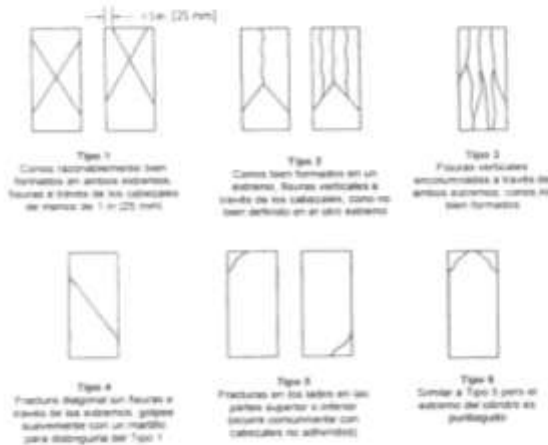 < 1 in. [25 mm]
Tipo 1
Conos razonablemente bien
formados en ambos extremos,
fisuras a través de los cabezales
de menos de 1 in [25 mm]
Tipo 2
Conos bien formados en un
extremo, fisuras verticales a
través de los cabezales, cono no
bien definido en el otro extremo
Tipo 3
Fisuras verticales
encolumnadas a través de
ambos extremos, conos no
bien formados
Tipo 4
Fractura diagonal sin fisuras a
través de los extremos, golpee
suavemente con un martillo
para distinguirla del Tipo 1
Tipo 5
Fracturas en los lados en las
partes superior o inferior
(ocurre comúnmente con
cabezales no adheridos)
Tipo 6
Similar a Tipo 5 pero el
extremo del cilindro es
puntiagudo